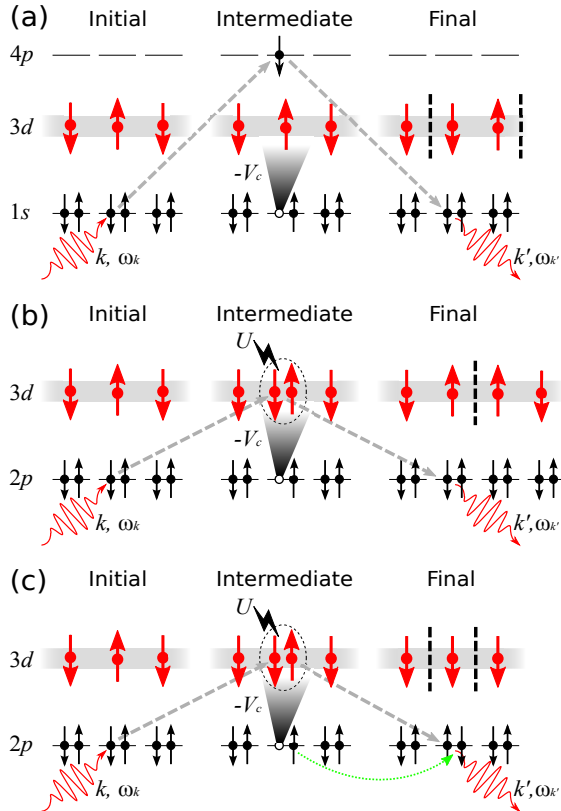 (a) Initial Intermediate Final
4p
3d
-Vc
1s
k, ωk k′,ωk′
(b) Initial Intermediate Final
U
3d
-Vc
2p
k, ωk k′,ωk′
(c) Initial Intermediate Final
U
3d
-Vc
2p
k, ωk k′,ωk′